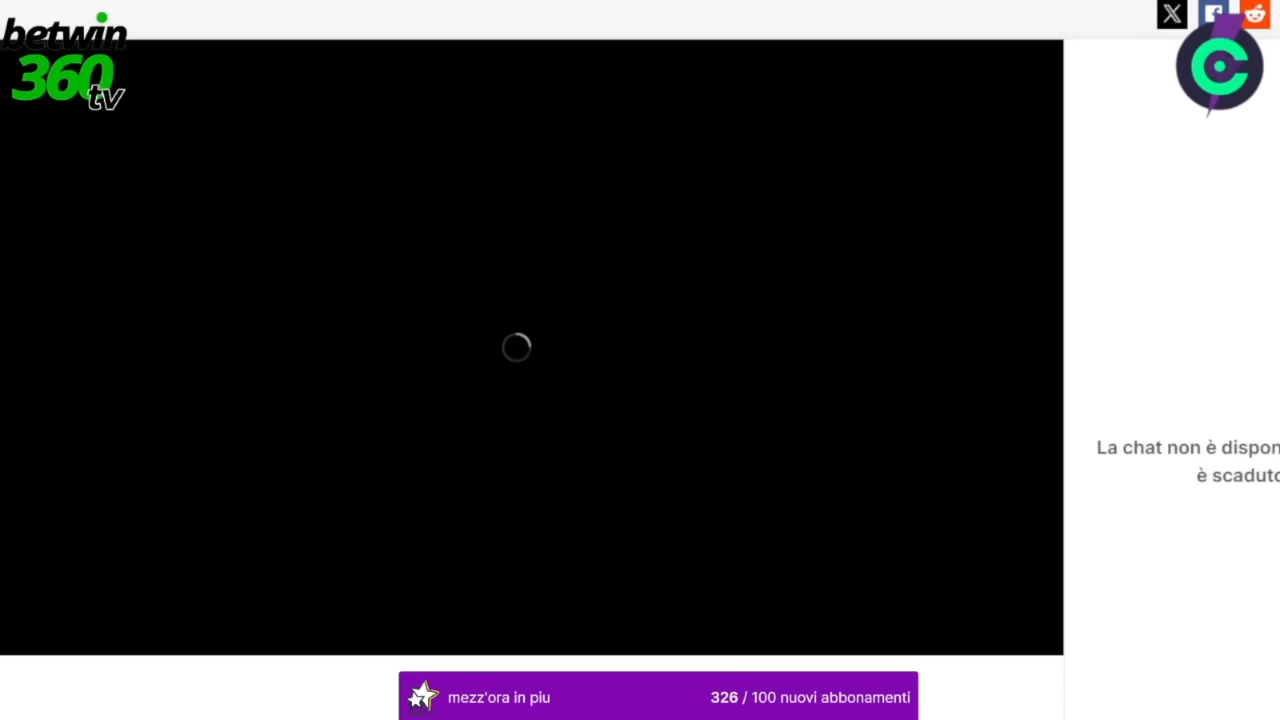 betwin
360
tv
La chat non è dispon
è scaduto
mezz'ora in piu
326 / 100 nuovi abbonamenti